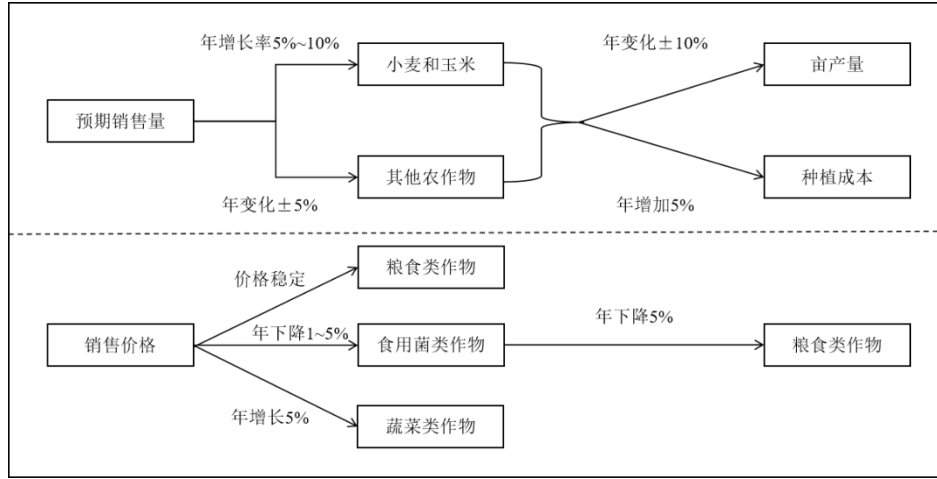 年增长率5%~10%
年变化±10%
小麦和玉米
亩产量
预期销售量
其他农作物
种植成本
年变化±5%
年增加5%
价格稳定
粮食类作物
年下降1~5%
年下降5%
销售价格
食用菌类作物
粮食类作物
年增长5%
蔬菜类作物